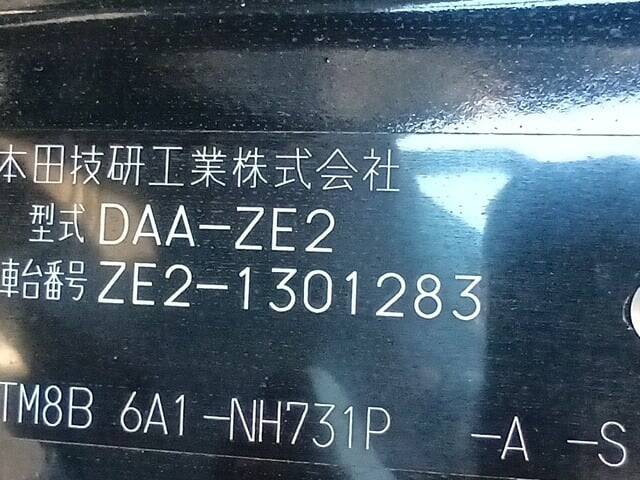 本田技研工業株式会社
型式 DAA-ZE2
車台番号 ZE2-1301283
TM8B 6A1-NH731P -A -S